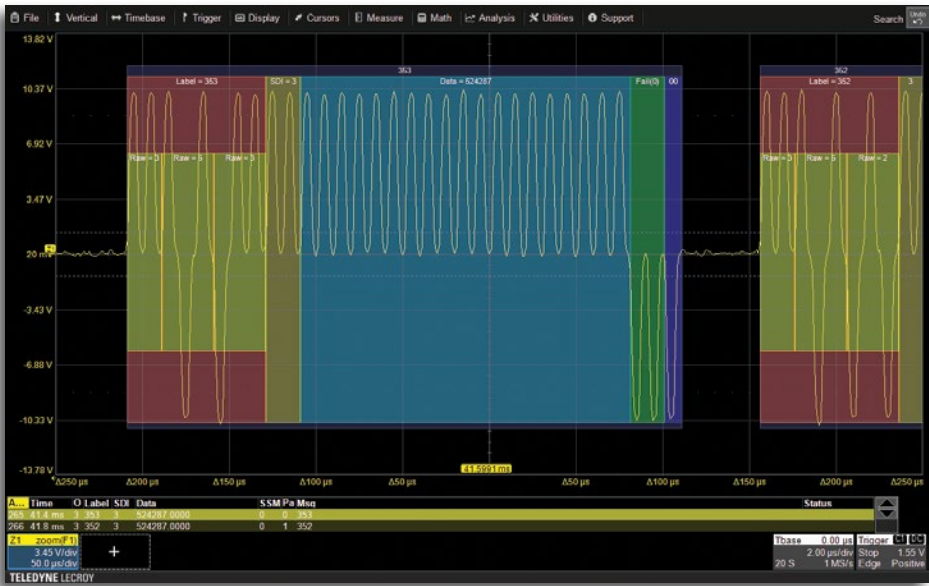 File Vertical Timebase Trigger Display Cursors Measure Math Analysis Utilities Support Search Undo
13.82 V
353 352
Label = 353 SDI = 3 Data = 524287 Fail(0) 00 Label = 352 3
10.37 V
6.92 V
Raw = 3 Raw = 5 Raw = 3 Raw = 3 Raw = 5 Raw = 2
3.47 V
Z1
20 mV
-3.43 V
-6.88 V
-10.33 V
-13.78 V
41.5991 ms
Δ250 µs Δ200 µs Δ150 µs Δ100 µs Δ50 µs Δ50 µs Δ100 µs Δ150 µs Δ200 µs Δ250 µs
A... Time O Label SDI Data SSM Pa Msg Status
265 41.4 ms 3 353 3 524287.0000 0 0 353
266 41.8 ms 3 352 3 524287.0000 0 1 352
Z1 zoom(F1) Tbase 0.00 µs Trigger C1 DC
3.45 V/div + 2.00 µs/div Stop 1.55 V
50.0 µs/div 20 S 1 MS/s Edge Positive
TELEDYNE LECROY